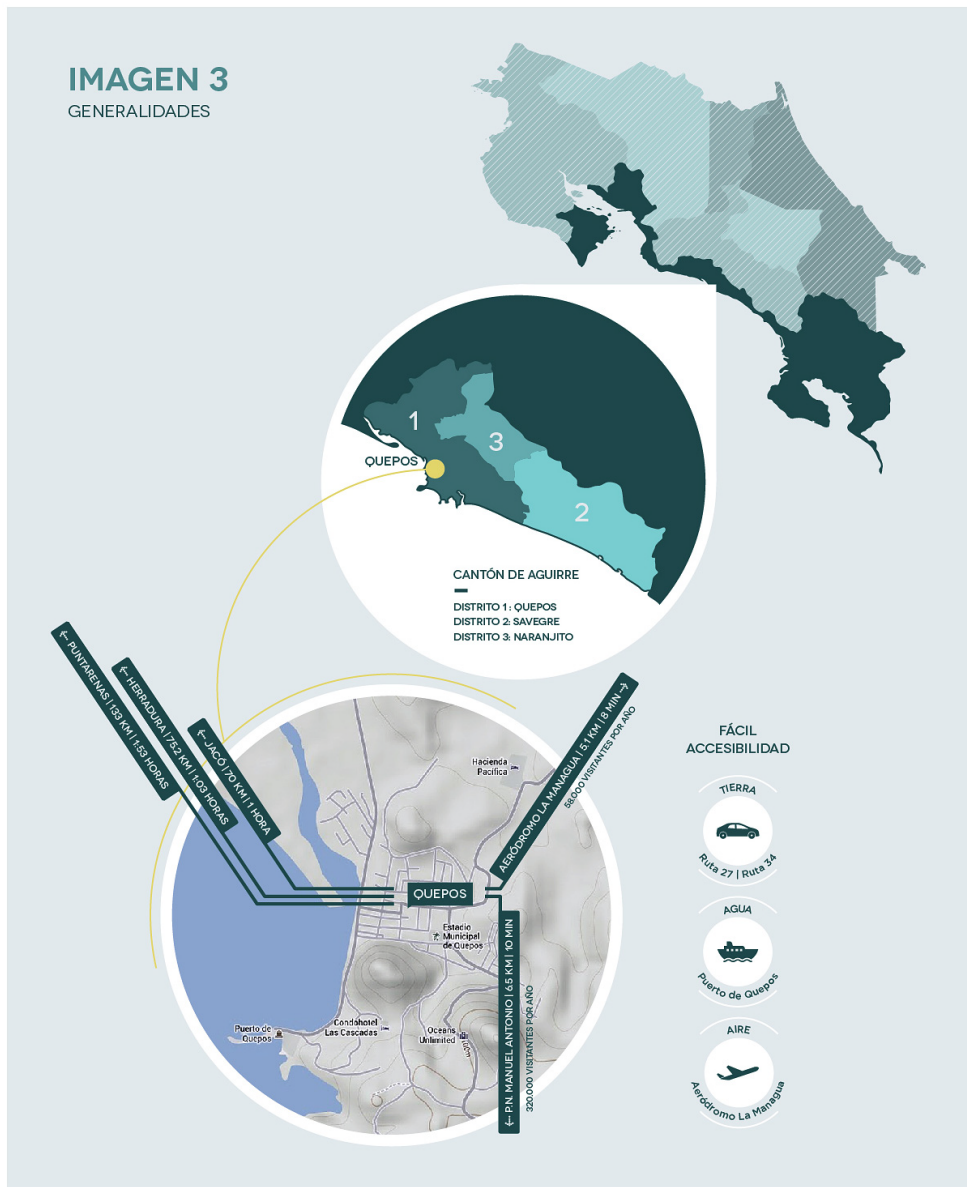 IMAGEN 3
GENERALIDADES
1
3
2
QUEPOS
CANTÓN DE AGUIRRE
DISTRITO 1 : QUEPOS
DISTRITO 2: SAVEGRE
DISTRITO 3: NARANJITO
← PUNTARENAS | 133 KM | 1:53 HORAS
← HERRADURA | 75.2 KM | 1:03 HORAS
← JACÓ | 70 KM | 1 HORA
AERÓDROMO LA MANAGUA | 5.1 KM | 8 MIN →
58.000 VISITANTES POR AÑO
Hacienda
Pacífica
QUEPOS
Estadio
Municipal
de Quepos
← P.N. MANUEL ANTONIO | 6.5 KM | 10 MIN
320.000 VISITANTES POR AÑO
Puerto de
Quepos
Condohotel
Las Cascadas
Oceans
Unlimited
100m
FÁCIL
ACCESIBILIDAD
TIERRA
Ruta 27 | Ruta 34
AGUA
Puerto de Quepos
AIRE
Aeródromo La Managua